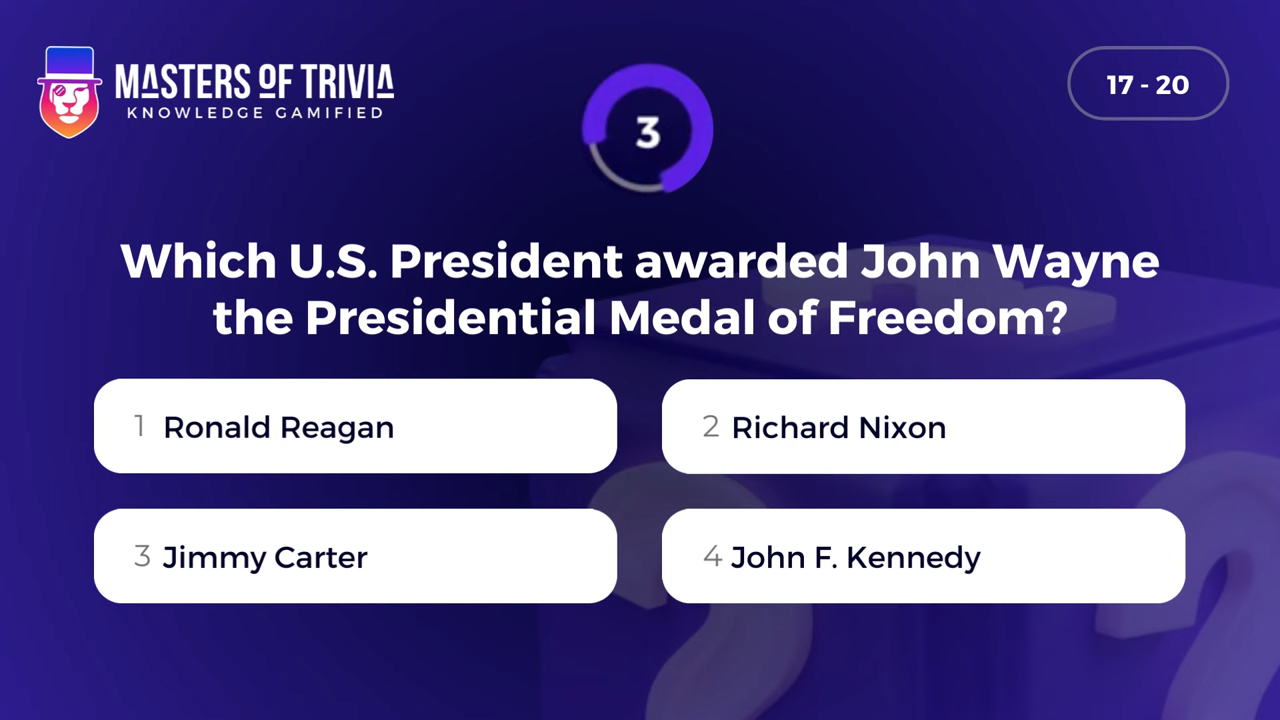 MASTERS OF TRIVIA
KNOWLEDGE GAMIFIED
3
17 - 20
Which U.S. President awarded John Wayne
the Presidential Medal of Freedom?
1 Ronald Reagan
2 Richard Nixon
3 Jimmy Carter
4 John F. Kennedy